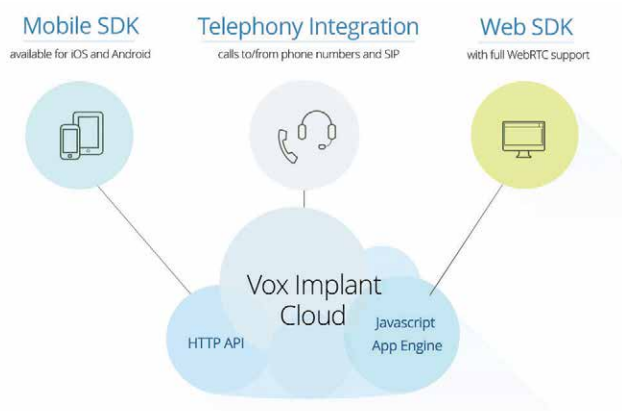 Mobile SDK
available for iOS and Android
Telephony Integration
calls to/from phone numbers and SIP
Web SDK
with full WebRTC support
Vox Implant
Cloud
HTTP API
Javascript
App Engine